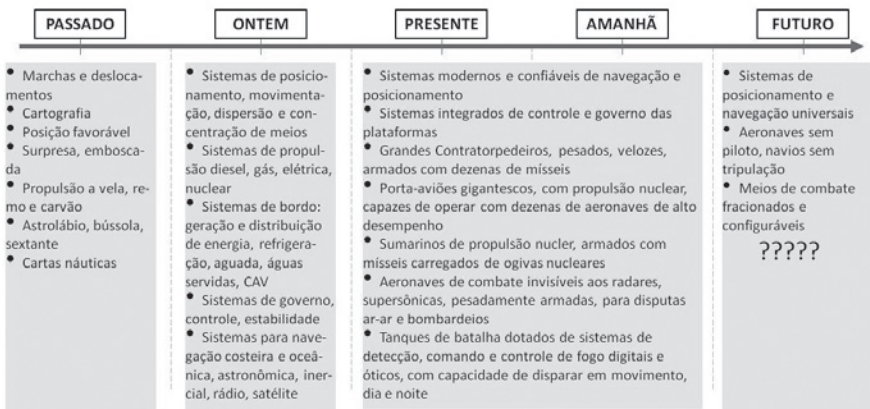 PASSADO
ONTEM
PRESENTE
AMANHÃ
FUTURO
• Marchas e desloca-
mentos
• Cartografia
• Posição favorável
• Surpresa, embosca-
da
• Propulsão a vela, re-
mo e carvão
• Astrolábio, bússola,
sextante
• Cartas náuticas
• Sistemas de posicio-
namento, movimenta-
ção, dispersão e con-
centração de meios
• Sistemas de propul-
são diesel, gás, elétrica,
nuclear
• Sistemas de bordo:
geração e distribuição
de energia, refrigera-
ção, aguada, águas
servidas, CAV
• Sistemas de governo,
controle, estabilidade
• Sistemas para nave-
gação costeira e oceâ-
nica, astronômica, iner-
cial, rádio, satélite
• Sistemas modernos e confiáveis de navegação e
posicionamento
• Sistemas integrados de controle e governo das
plataformas
• Grandes Contratorpedeiros, pesados, velozes,
armados com dezenas de mísseis
• Porta-aviões gigantescos, com propulsão nuclear,
capazes de operar com dezenas de aeronaves de alto
desempenho
• Sumarinos de propulsão nucler, armados com
mísseis carregados de ogivas nucleares
• Aeronaves de combate invisíveis aos radares,
supersônicas, pesadamente armadas, para disputas
ar-ar e bombardeios
• Tanques de batalha dotados de sistemas de
detecção, comando e controle de fogo digitais e
óticos, com capacidade de disparar em movimento,
dia e noite
• Sistemas de
posicionamento e
navegação universais
• Aeronaves sem
piloto, navios sem
tripulação
• Meios de combate
fracionados e
configuráveis
?????